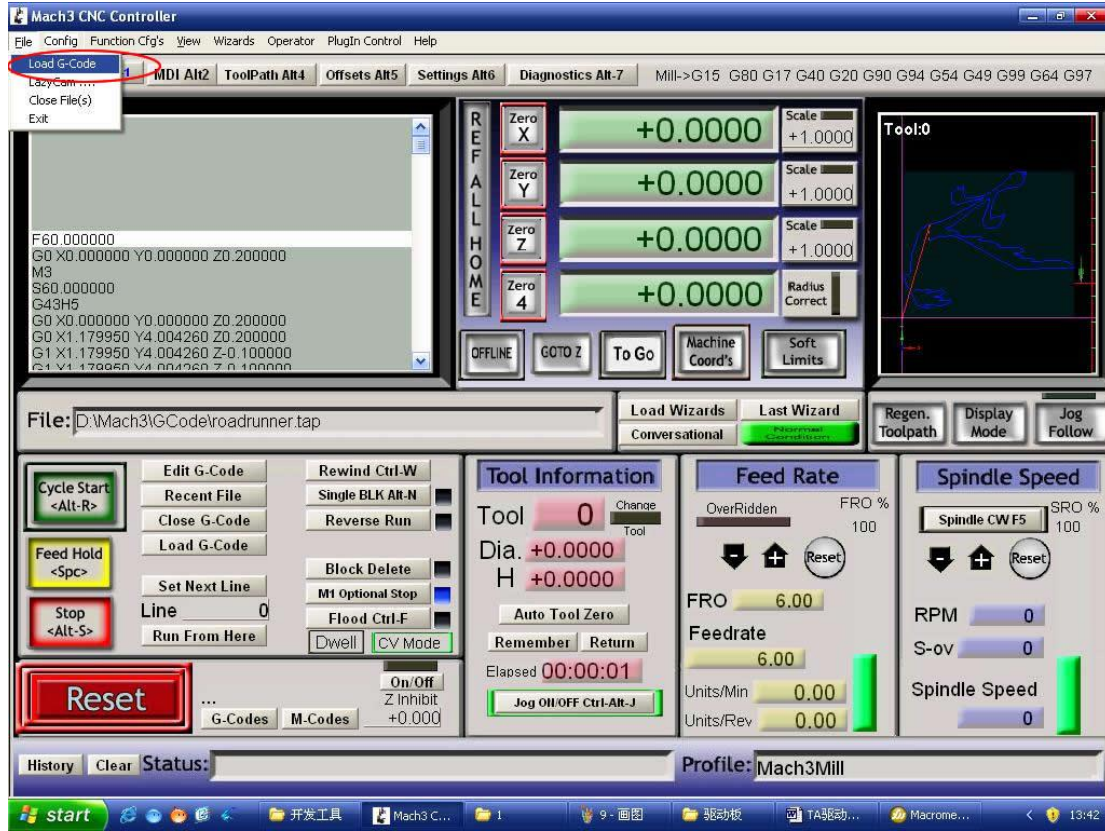 Mach3 CNC Controller
File Config Function Cfg's View Wizards Operator PlugIn Control Help
Load G-Code
LazyCam ....
Close File(s)
Exit
1 MDI Alt2 ToolPath Alt4 Offsets Alt5 Settings Alt6 Diagnostics Alt-7 Mill->G15 G80 G17 G40 G20 G90 G94 G54 G49 G99 G64 G97
F60.000000
G0 X0.000000 Y0.000000 Z0.200000
M3
S60.000000
G43H5
G0 X0.000000 Y0.000000 Z0.200000
G0 X1.179950 Y4.004260 Z0.200000
G1 X1.179950 Y4.004260 Z-0.100000
G1 X1.179950 Y4.004260 Z-0.100000
REF ALL HOME
Zero X +0.0000 Scale +1.0000
Zero Y +0.0000 Scale +1.0000
Zero Z +0.0000 Scale +1.0000
Zero 4 +0.0000 Radius Correct
OFFLINE GOTO Z To Go Machine Coord's Soft Limits
Tool:0
File: D:\Mach3\GCode\roadrunner.tap
Load Wizards Last Wizard
Conversational Normal Condition
Regen. Toolpath Display Mode Jog Follow
Cycle Start <Alt-R>
Feed Hold <Spc>
Stop <Alt-S>
Edit G-Code
Recent File
Close G-Code
Load G-Code
Set Next Line
Line 0
Run From Here
Rewind Ctrl-W
Single BLK Alt-N
Reverse Run
Block Delete
M1 Optional Stop
Flood Ctrl-F
Dwell CV Mode
Reset
...
G-Codes M-Codes
On/Off
Z Inhibit
+0.000
Tool Information
Tool 0 Change Tool
Dia. +0.0000
H +0.0000
Auto Tool Zero
Remember Return
Elapsed 00:00:01
Jog ON/OFF Ctrl-Alt-J
Feed Rate
OverRidden FRO %
100
Reset
FRO 6.00
Feedrate
6.00
Units/Min 0.00
Units/Rev 0.00
Spindle Speed
Spindle CW F5 SRO %
100
Reset
RPM 0
S-ov 0
Spindle Speed
0
History Clear Status:
Profile: Mach3Mill
start 开发工具 Mach3 C... 1 9 - 画图 驱动板 TA驱动... Macrome... 13:42